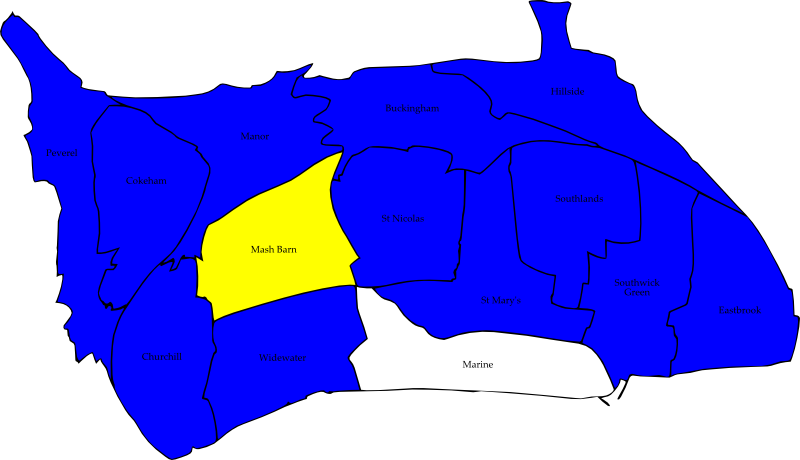 Hillside
Buckingham
Manor
Peverel
Cokeham
Southlands
St Nicolas
Mash Barn
Southwick
Green
St Mary's
Eastbrook
Churchill
Widewater
Marine